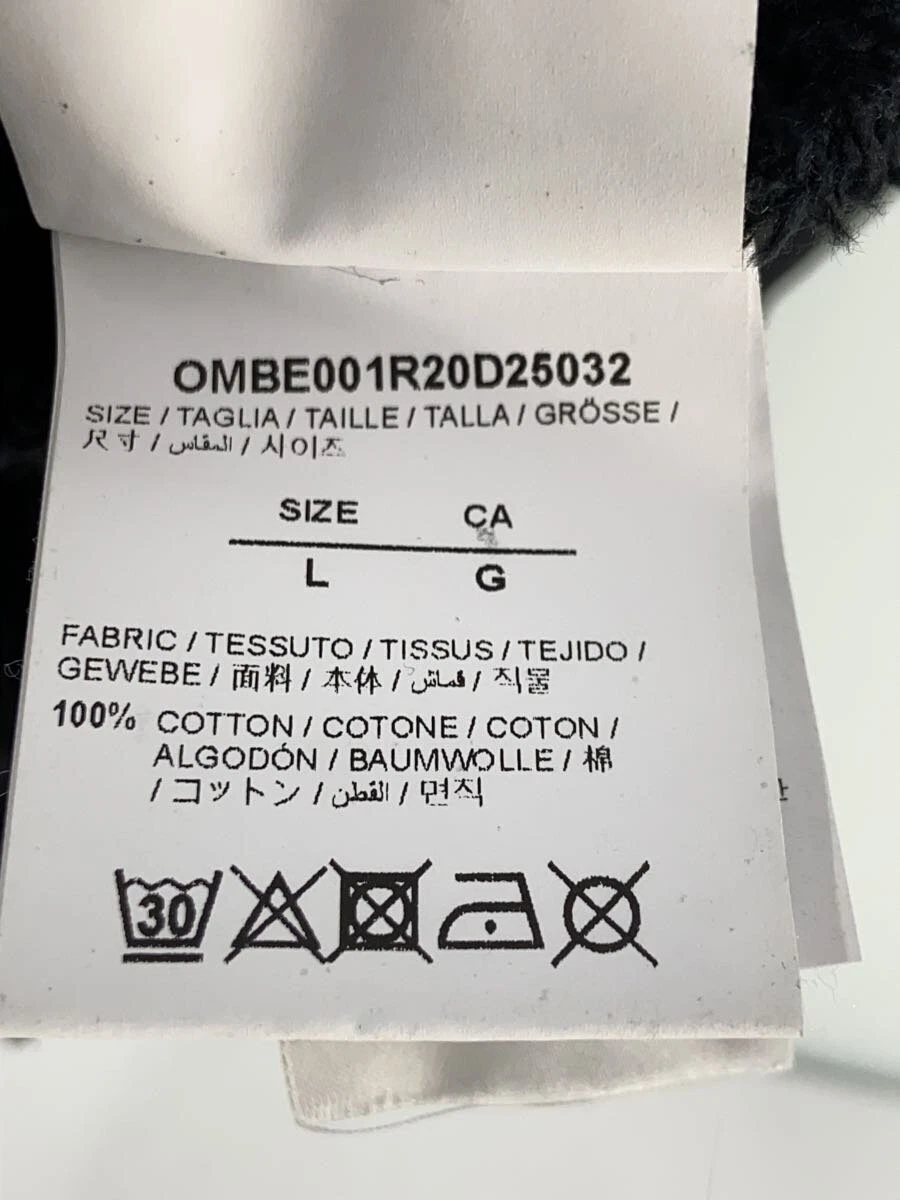 OMBE001R20D25032
SIZE / TAGLIA / TAILLE / TALLA / GRÖSSE /
尺寸 / المقاس / 시이즈
SIZE CA
L G
FABRIC / TESSUTO / TISSUS / TEJIDO /
GEWEBE / 面料 / 本体 / قماش / 직물
100% COTTON / COTONE / COTON /
ALGODÓN / BAUMWOLLE / 棉
/ コットン / القطن / 면직
30